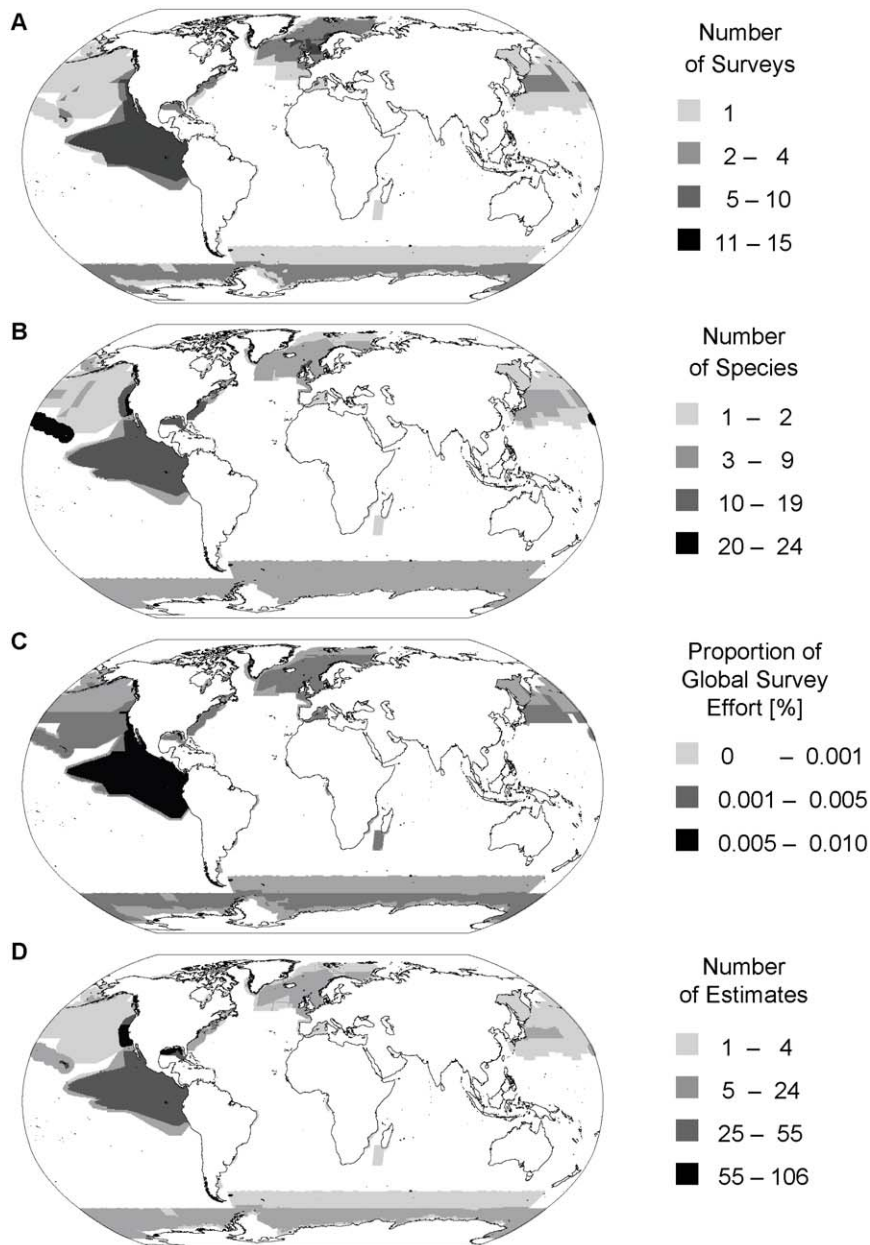 A
Number
of Surveys
1
2 – 4
5 – 10
11 – 15
B
Number
of Species
1 – 2
3 – 9
10 – 19
20 – 24
C
Proportion of
Global Survey
Effort [%]
0 – 0.001
0.001 – 0.005
0.005 – 0.010
D
Number
of Estimates
1 – 4
5 – 24
25 – 55
55 – 106